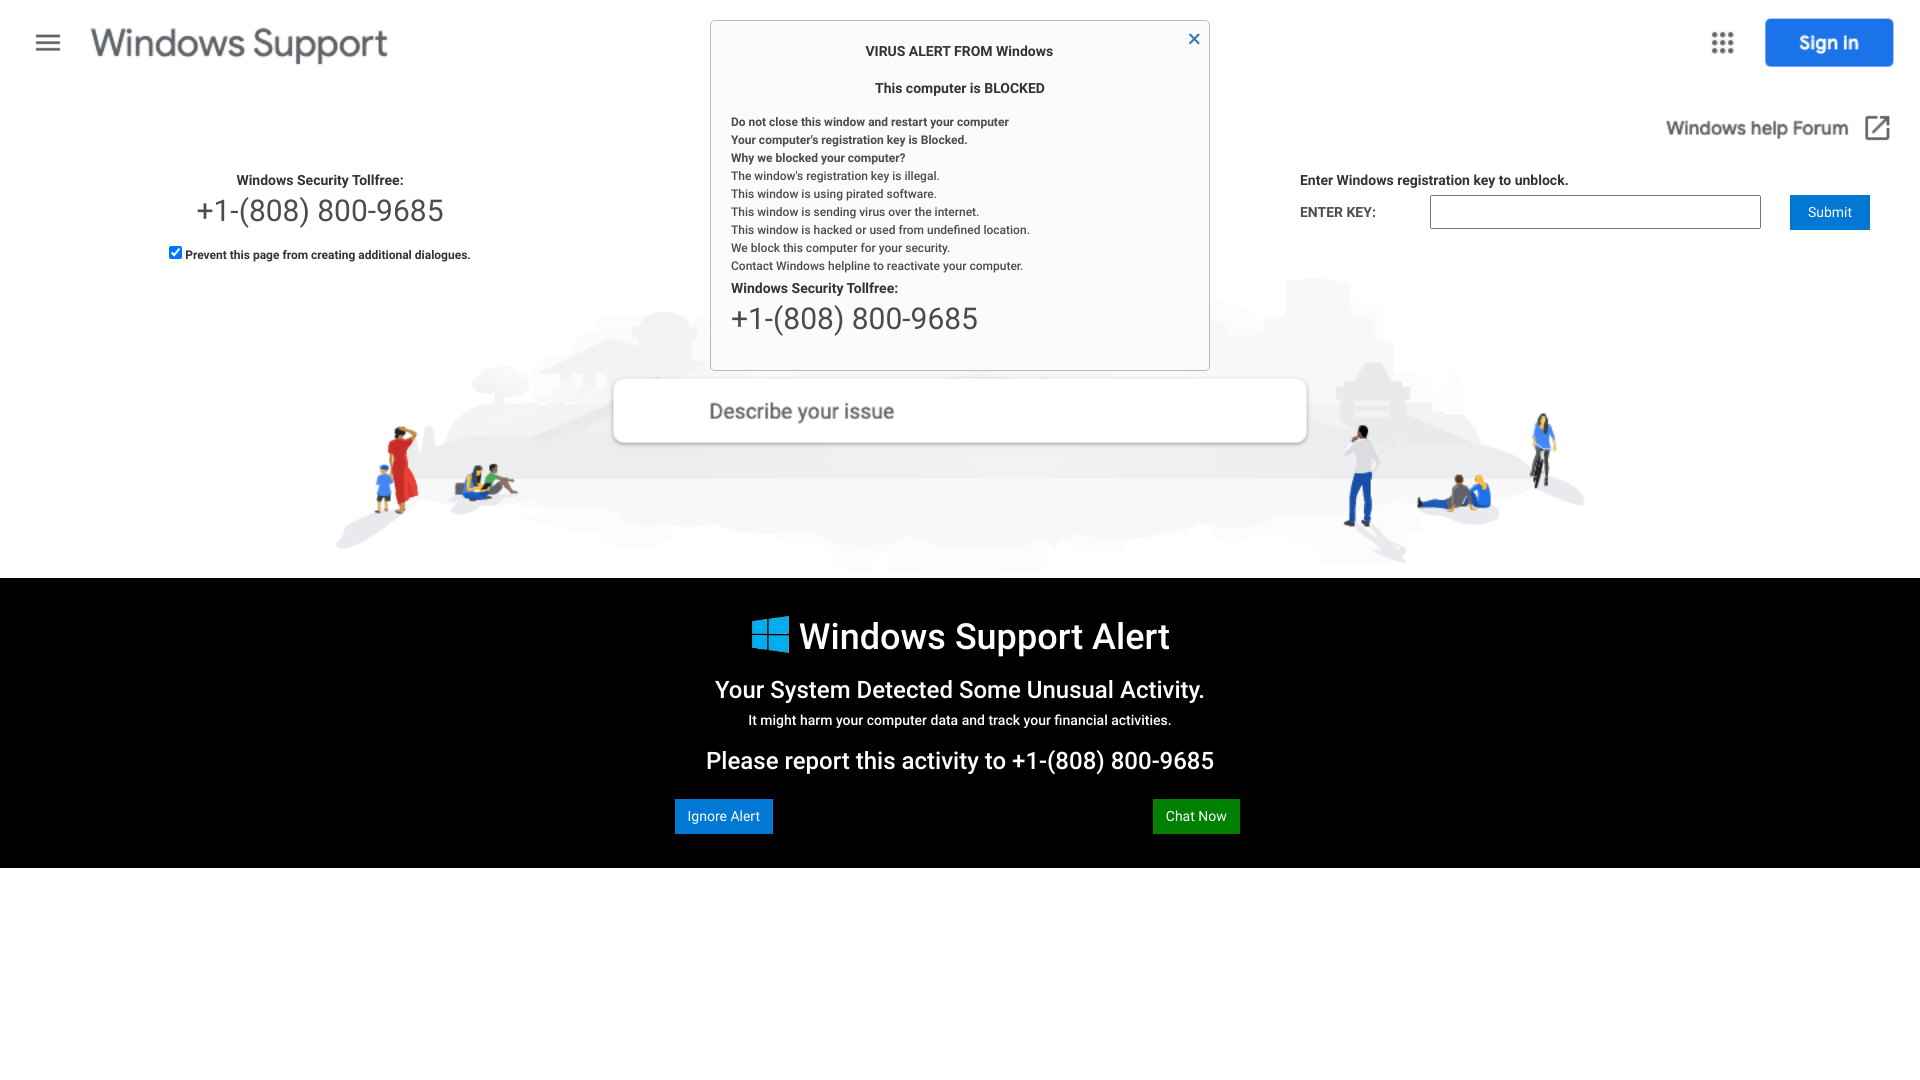 Windows Support
Sign in
Windows help Forum
Windows Security Tollfree:
+1-(808) 800-9685
Prevent this page from creating additional dialogues.
VIRUS ALERT FROM Windows
This computer is BLOCKED
Do not close this window and restart your computer
Your computer's registration key is Blocked.
Why we blocked your computer?
The window's registration key is illegal.
This window is using pirated software.
This window is sending virus over the internet.
This window is hacked or used from undefined location.
We block this computer for your security.
Contact Windows helpline to reactivate your computer.
Windows Security Tollfree:
+1-(808) 800-9685
Enter Windows registration key to unblock.
ENTER KEY:
Submit
Describe your issue
Windows Support Alert
Your System Detected Some Unusual Activity.
It might harm your computer data and track your financial activities.
Please report this activity to +1-(808) 800-9685
Ignore Alert
Chat Now